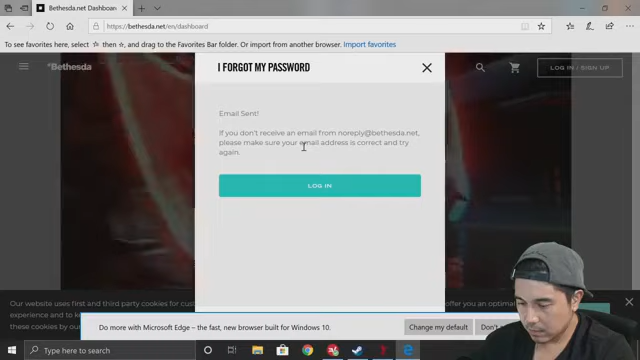 Bethesda.net Dashboard
https://bethesda.net/en/dashboard
To see favorites here, select ☆ then ☆, and drag to the Favorites Bar folder. Or import from another browser. Import favorites
Bethesda
LOG IN / SIGN UP
I FORGOT MY PASSWORD
Email Sent!
If you don't receive an email from noreply@bethesda.net,
please make sure your email address is correct and try
again.
LOG IN
Our website uses first and third party cookies for
offer you an
experience and to
these cookies by
Do more with Microsoft Edge – the fast, new browser built for Windows 10.
Change my default
Don't
Type here to search